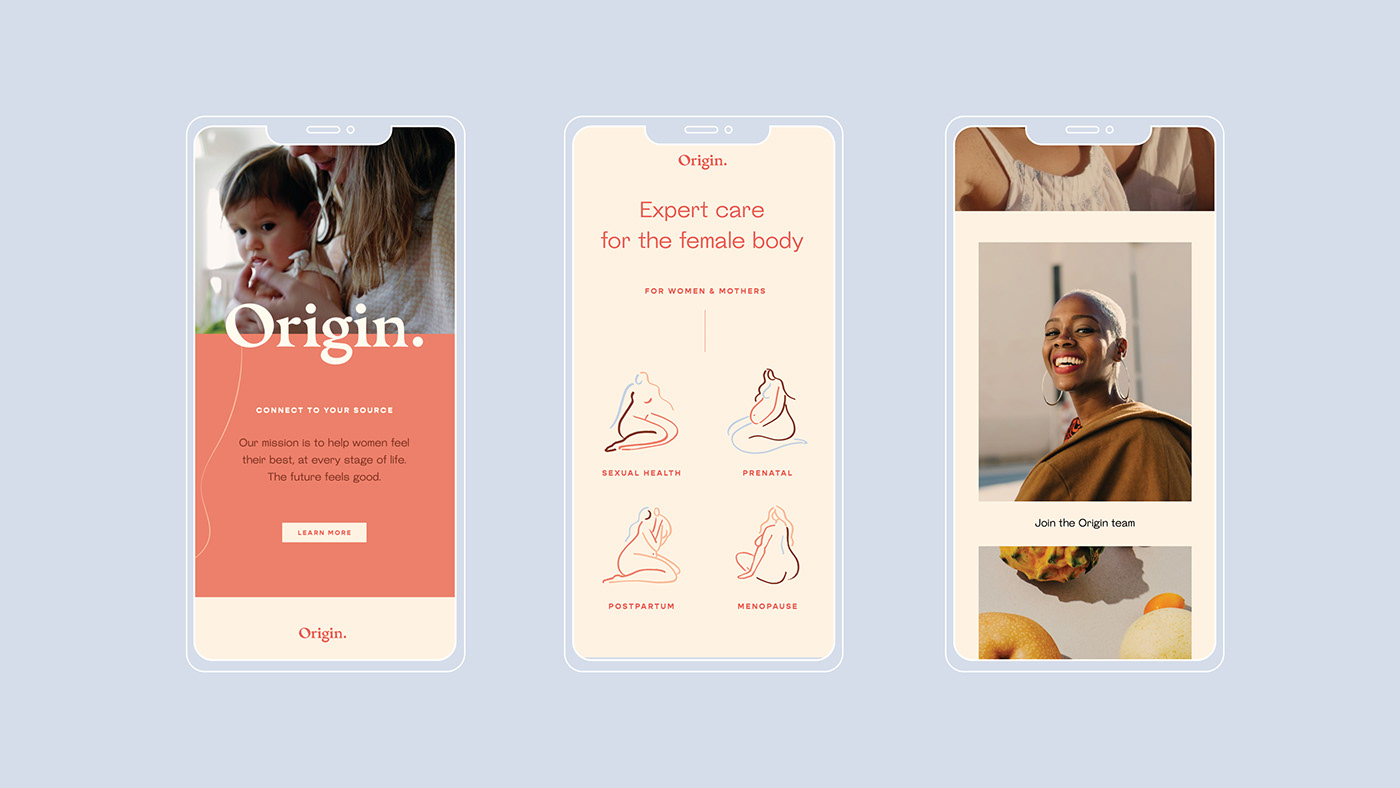 Origin.
CONNECT TO YOUR SOURCE
Our mission is to help women feel
their best, at every stage of life.
The future feels good.
LEARN MORE
Origin.
Origin.
Expert care
for the female body
FOR WOMEN & MOTHERS
SEXUAL HEALTH
PRENATAL
POSTPARTUM
MENOPAUSE
Join the Origin team